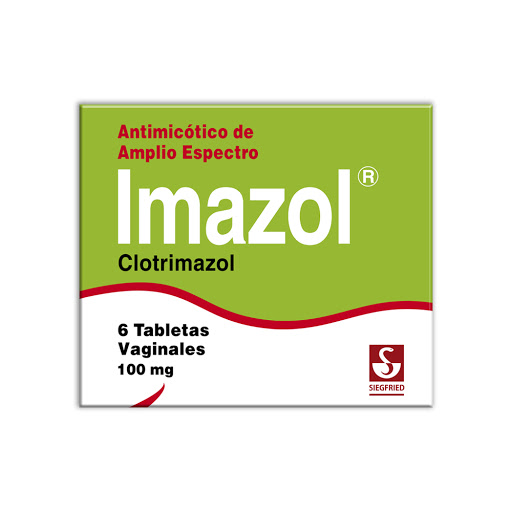 Antimicótico de
Amplio Espectro
Imazol®
Clotrimazol
6 Tabletas
Vaginales
100 mg
SIEGFRIED